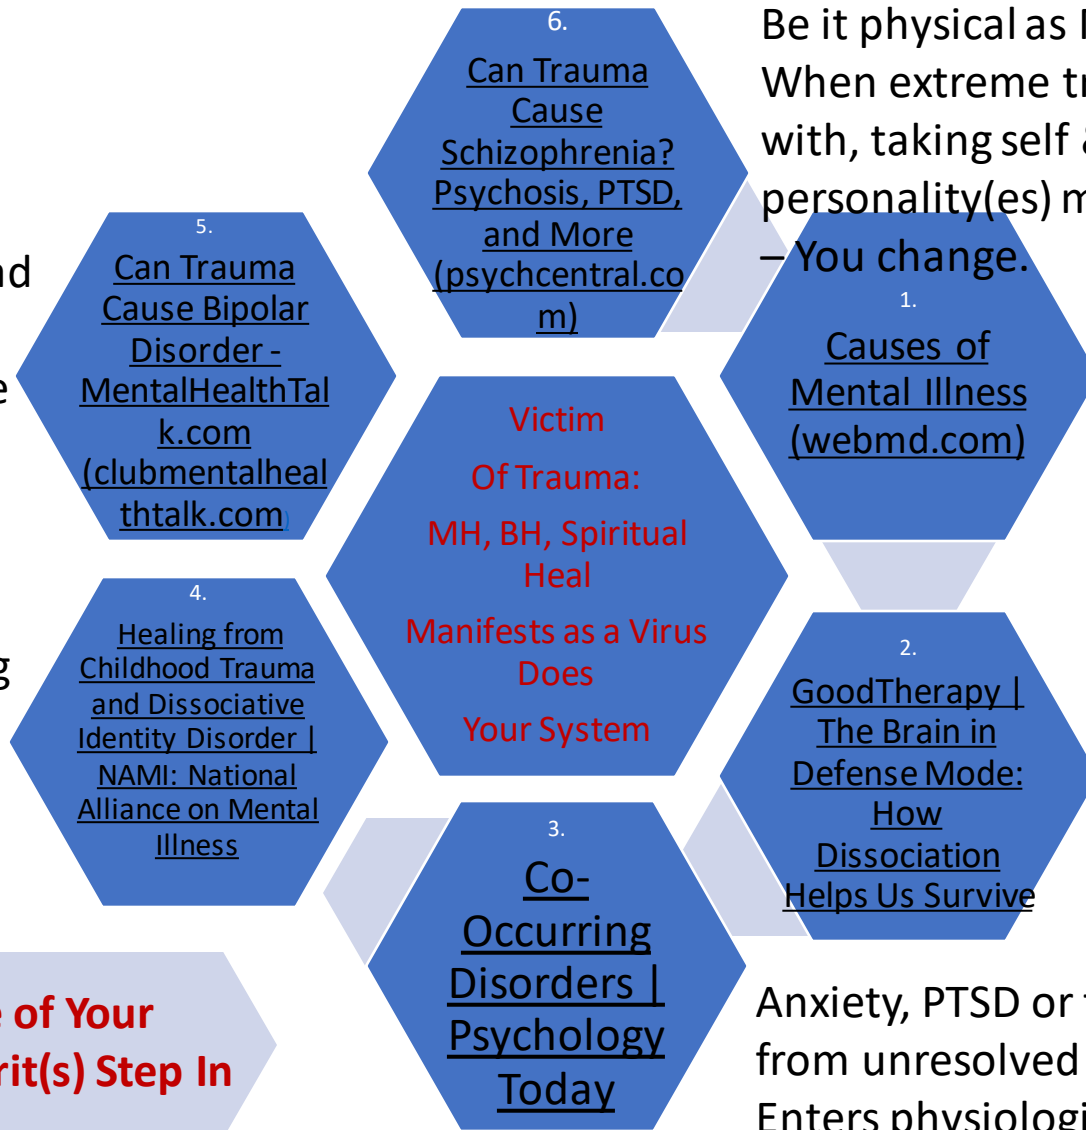 6.
Can Trauma
Cause
Schizophrenia?
Psychosis, PTSD,
and More
(psychcentral.co
m)
Be it physical as
When extreme
with, taking self
personality(es)
– You change.
1.
Causes of
Mental Illness
(webmd.com)
2.
GoodTherapy |
The Brain in
Defense Mode:
How
Dissociation
Helps Us Survive
3.
Co-
Occurring
Disorders |
Psychology
Today
4.
Healing from
Childhood Trauma
and Dissociative
Identity Disorder |
NAMI: National
Alliance on Mental
Illness
5.
Can Trauma
Cause Bipolar
Disorder -
MentalHealthTal
k.com
(clubmentalheal
thtalk.com)
Victim
Of Trauma:
MH, BH, Spiritual
Heal
Manifests as a Virus
Does
Your System
of Your
Step In
Anxiety, PTSD or
from unresolved
Enters